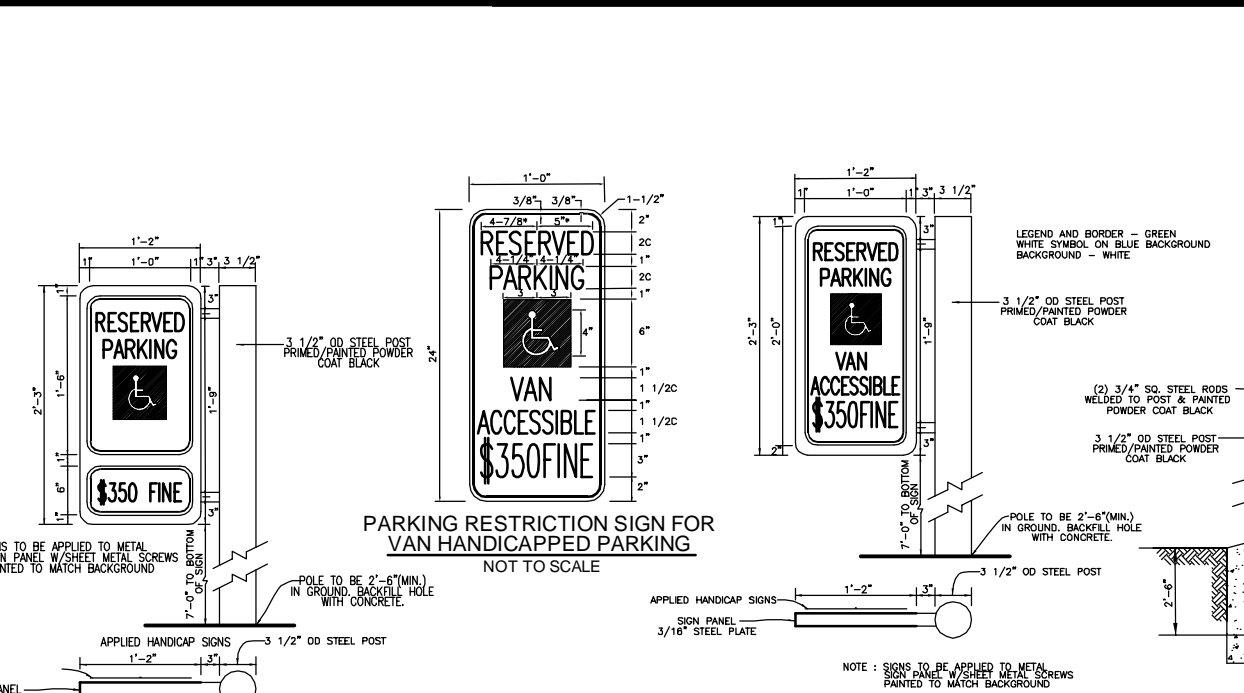 1'-2"
1" 1'-0" 1" 3" 3 1/2"
1"
3"
RESERVED
PARKING
2'-3"
1'-6"
1'-9"
1"
6"
$350 FINE
1"
3"
3 1/2" OD STEEL POST
PRIMED/PAINTED POWDER
COAT BLACK
TO BE APPLIED TO METAL
PANEL W/SHEET METAL SCREWS
TO MATCH BACKGROUND
7'-0" TO BOTTOM
OF SIGN
POLE TO BE 2'-6"(MIN.)
IN GROUND. BACKFILL HOLE
WITH CONCRETE.
APPLIED HANDICAP SIGNS
3 1/2" OD STEEL POST
1'-2" 3"
1'-0"
3/8" 3/8" 1-1/2"
4-7/8" 5"*
RESERVED
4-1/4" 4-1/4"
PARKING
3 3
4"
24"
VAN
ACCESSIBLE
$350FINE
2"
2C
1"
2C
1"
6"
1"
1 1/2C
1"
1 1/2C
1"
3"
2"
PARKING RESTRICTION SIGN FOR
VAN HANDICAPPED PARKING
NOT TO SCALE
1'-2"
1" 1'-0" 1" 3" 3 1/2"
1"
3"
RESERVED
PARKING
VAN
ACCESSIBLE
$350FINE
2'-3"
2'-0"
1'-9"
2"
3"
LEGEND AND BORDER – GREEN
WHITE SYMBOL ON BLUE BACKGROUND
BACKGROUND – WHITE
3 1/2" OD STEEL POST
PRIMED/PAINTED POWDER
COAT BLACK
7'-0" TO BOTTOM
OF SIGN
POLE TO BE 2'-6"(MIN.)
IN GROUND. BACKFILL HOLE
WITH CONCRETE.
1'-2" 3"
3 1/2" OD STEEL POST
APPLIED HANDICAP SIGNS
SIGN PANEL
3/16" STEEL PLATE
NOTE : SIGNS TO BE APPLIED TO METAL
SIGN PANEL W/SHEET METAL SCREWS
PAINTED TO MATCH BACKGROUND
(2) 3/4" SQ. STEEL RODS
WELDED TO POST & PAINTED
POWDER COAT BLACK
3 1/2" OD STEEL POST
PRIMED/PAINTED POWDER
COAT BLACK
2'-6"